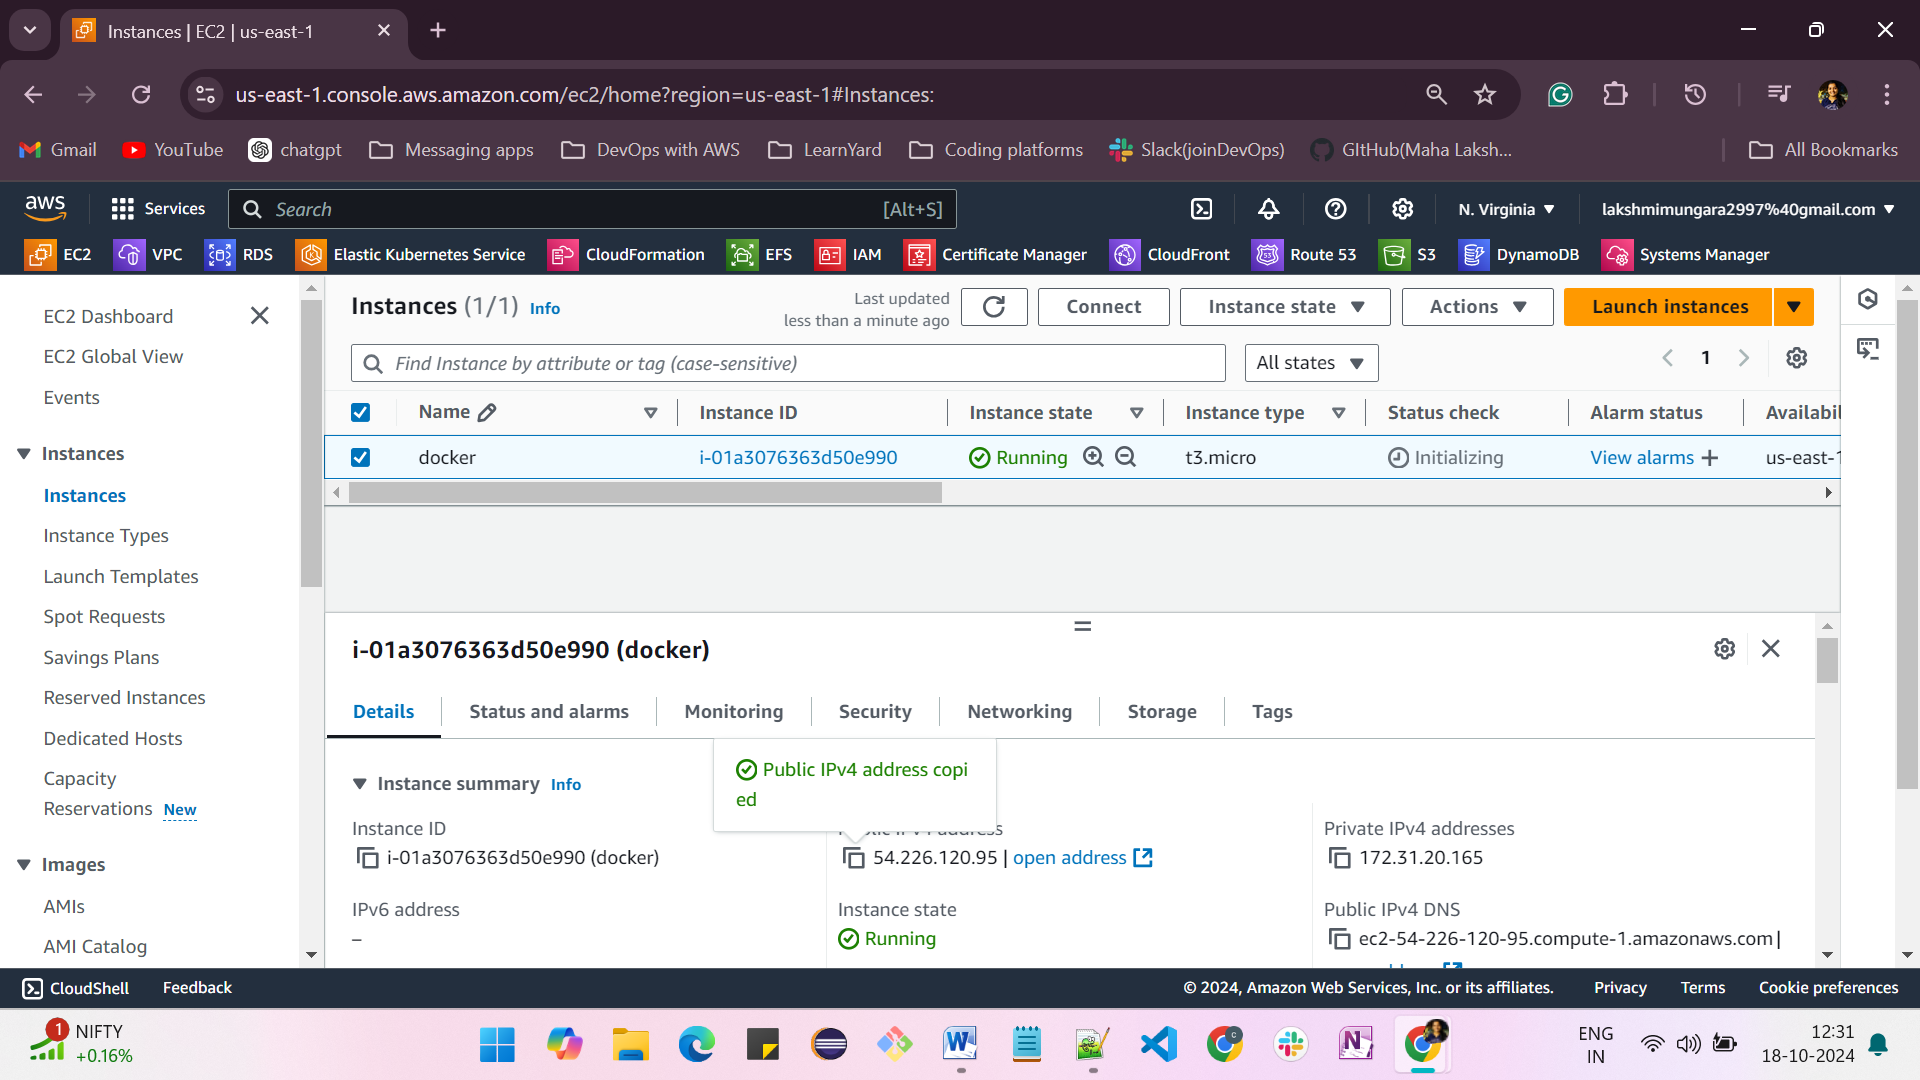 Instances | EC2 | us-east-1
us-east-1.console.aws.amazon.com/ec2/home?region=us-east-1#Instances:
Gmail YouTube chatgpt Messaging apps DevOps with AWS LearnYard Coding platforms Slack(joinDevOps) GItHub(Maha Laksh... All Bookmarks
aws Services Search [Alt+S] N. Virginia lakshmimungara2997%40gmail.com
EC2 VPC RDS Elastic Kubernetes Service CloudFormation EFS IAM Certificate Manager CloudFront Route 53 S3 DynamoDB Systems Manager
EC2 Dashboard
EC2 Global View
Events
Instances
Instances
Instance Types
Launch Templates
Spot Requests
Savings Plans
Reserved Instances
Dedicated Hosts
Capacity
Reservations New
Images
AMIs
AMI Catalog
Instances (1/1) Info
Last updated
less than a minute ago
Connect Instance state Actions Launch instances
Find Instance by attribute or tag (case-sensitive) All states 1
Name Instance ID Instance state Instance type Status check Alarm status Availabil
docker i-01a3076363d50e990 Running t3.micro Initializing View alarms + us-east-1
i-01a3076363d50e990 (docker)
Details Status and alarms Monitoring Security Networking Storage Tags
Public IPv4 address copi
ed
Instance summary Info
Instance ID
i-01a3076363d50e990 (docker)
IPv6 address
–
54.226.120.95 | open address
Instance state
Running
Private IPv4 addresses
172.31.20.165
Public IPv4 DNS
ec2-54-226-120-95.compute-1.amazonaws.com |
CloudShell Feedback © 2024, Amazon Web Services, Inc. or its affiliates. Privacy Terms Cookie preferences
1 NIFTY
+0.16%
ENG
IN
12:31
18-10-2024